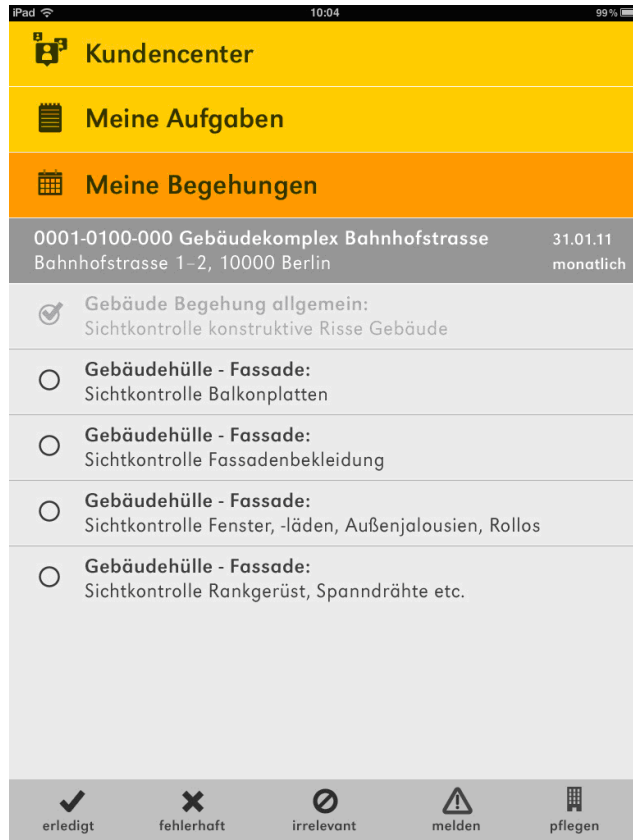 iPad 10:04 99%
Kundencenter
Meine Aufgaben
Meine Begehungen
0001-0100-000 Gebäudekomplex Bahnhofstrasse 31.01.11
Bahnhofstrasse 1–2, 10000 Berlin monatlich
Gebäude Begehung allgemein:
Sichtkontrolle konstruktive Risse Gebäude
Gebäudehülle - Fassade:
Sichtkontrolle Balkonplatten
Gebäudehülle - Fassade:
Sichtkontrolle Fassadenbekleidung
Gebäudehülle - Fassade:
Sichtkontrolle Fenster, -läden, Außenjalousien, Rollos
Gebäudehülle - Fassade:
Sichtkontrolle Rankgerüst, Spanndrähte etc.
erledigt fehlerhaft irrelevant melden pflegen